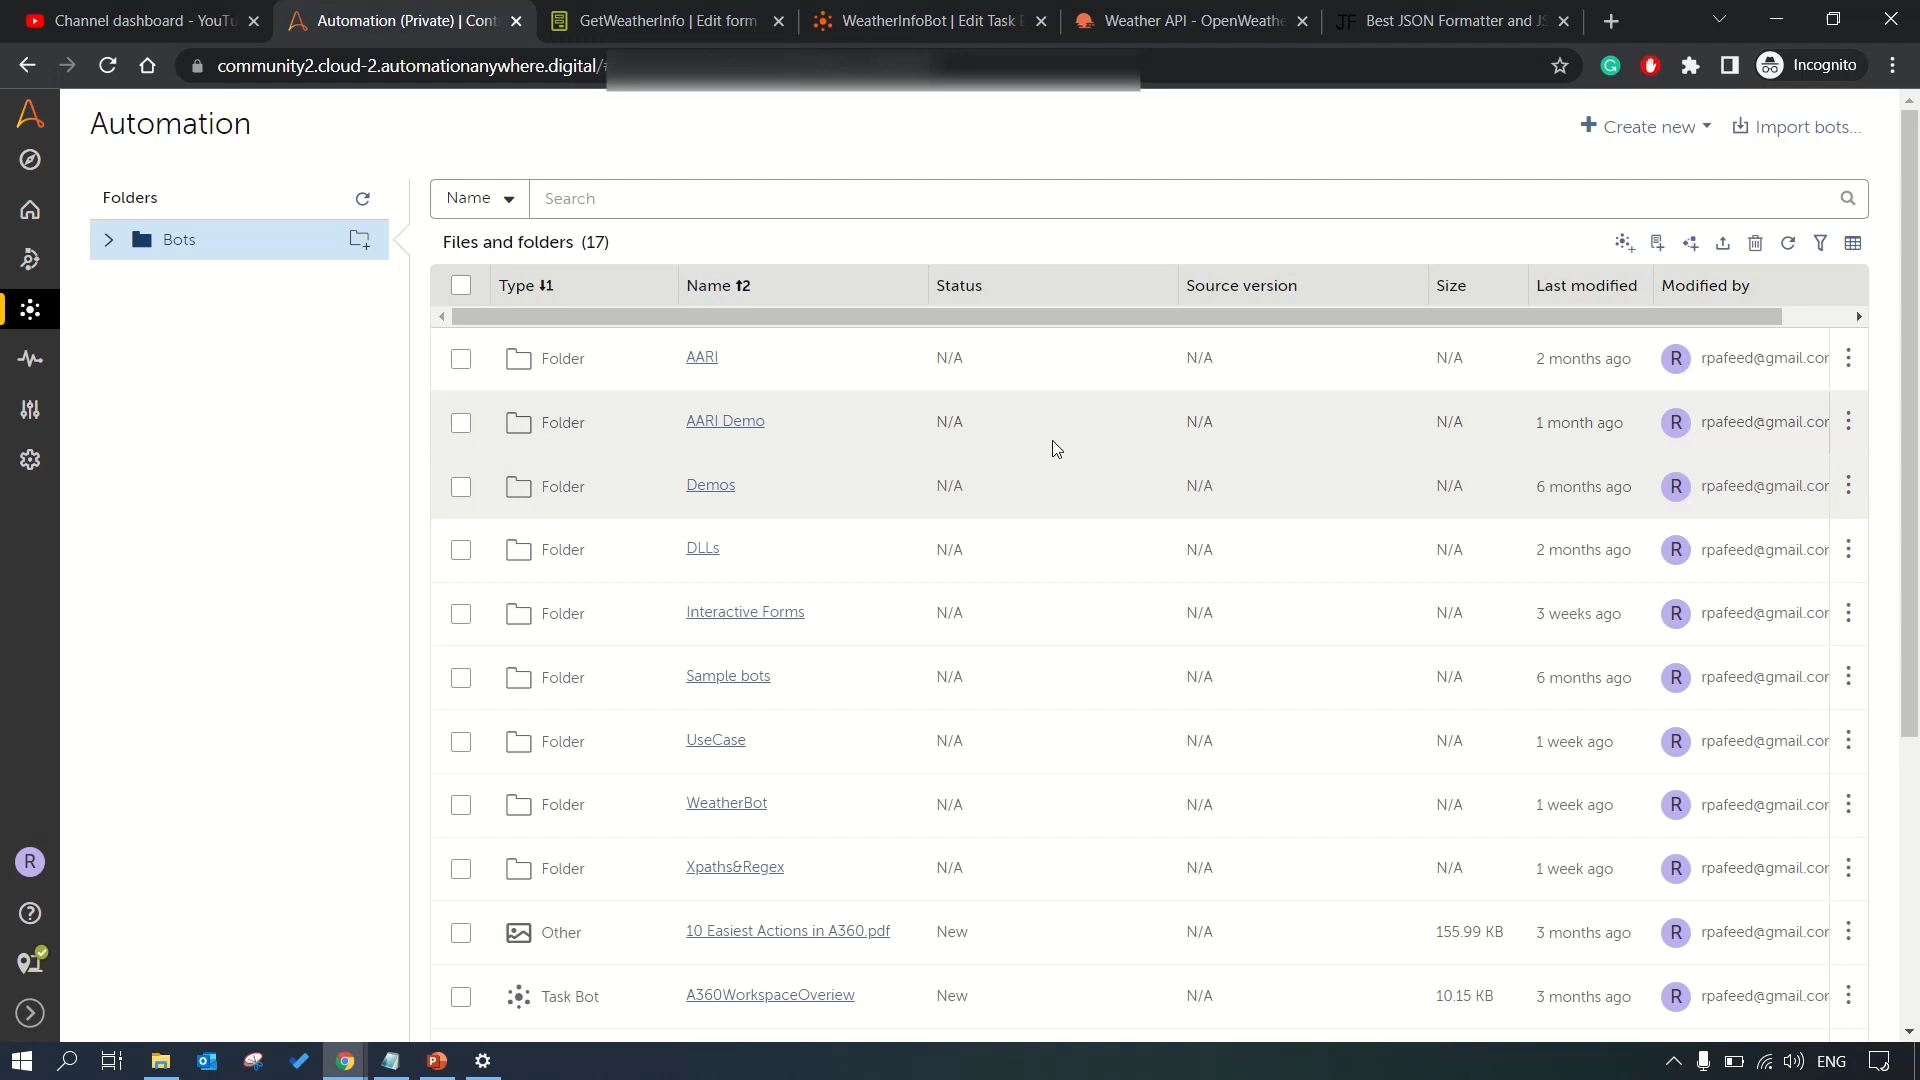 Channel dashboard - YouTu
Automation (Private) | Cont
GetWeatherInfo | Edit form
WeatherInfoBot | Edit Task B
Weather API - OpenWeathe
JF Best JSON Formatter and JS
community2.cloud-2.automationanywhere.digital/#
Incognito
Automation
Create new
Import bots...
Folders
Bots
Name
Search
Files and folders (17)
Type 1 Name 2 Status Source version Size Last modified Modified by
Folder AARI N/A N/A N/A 2 months ago R rpafeed@gmail.cor
Folder AARI Demo N/A N/A N/A 1 month ago R rpafeed@gmail.cor
Folder Demos N/A N/A N/A 6 months ago R rpafeed@gmail.cor
Folder DLLs N/A N/A N/A 2 months ago R rpafeed@gmail.cor
Folder Interactive Forms N/A N/A N/A 3 weeks ago R rpafeed@gmail.cor
Folder Sample bots N/A N/A N/A 6 months ago R rpafeed@gmail.cor
Folder UseCase N/A N/A N/A 1 week ago R rpafeed@gmail.cor
Folder WeatherBot N/A N/A N/A 1 week ago R rpafeed@gmail.cor
Folder Xpaths&Regex N/A N/A N/A 1 week ago R rpafeed@gmail.cor
Other 10 Easiest Actions in A360.pdf New N/A 155.99 KB 3 months ago R rpafeed@gmail.cor
Task Bot A360WorkspaceOveriew New N/A 10.15 KB 3 months ago R rpafeed@gmail.cor
R
ENG